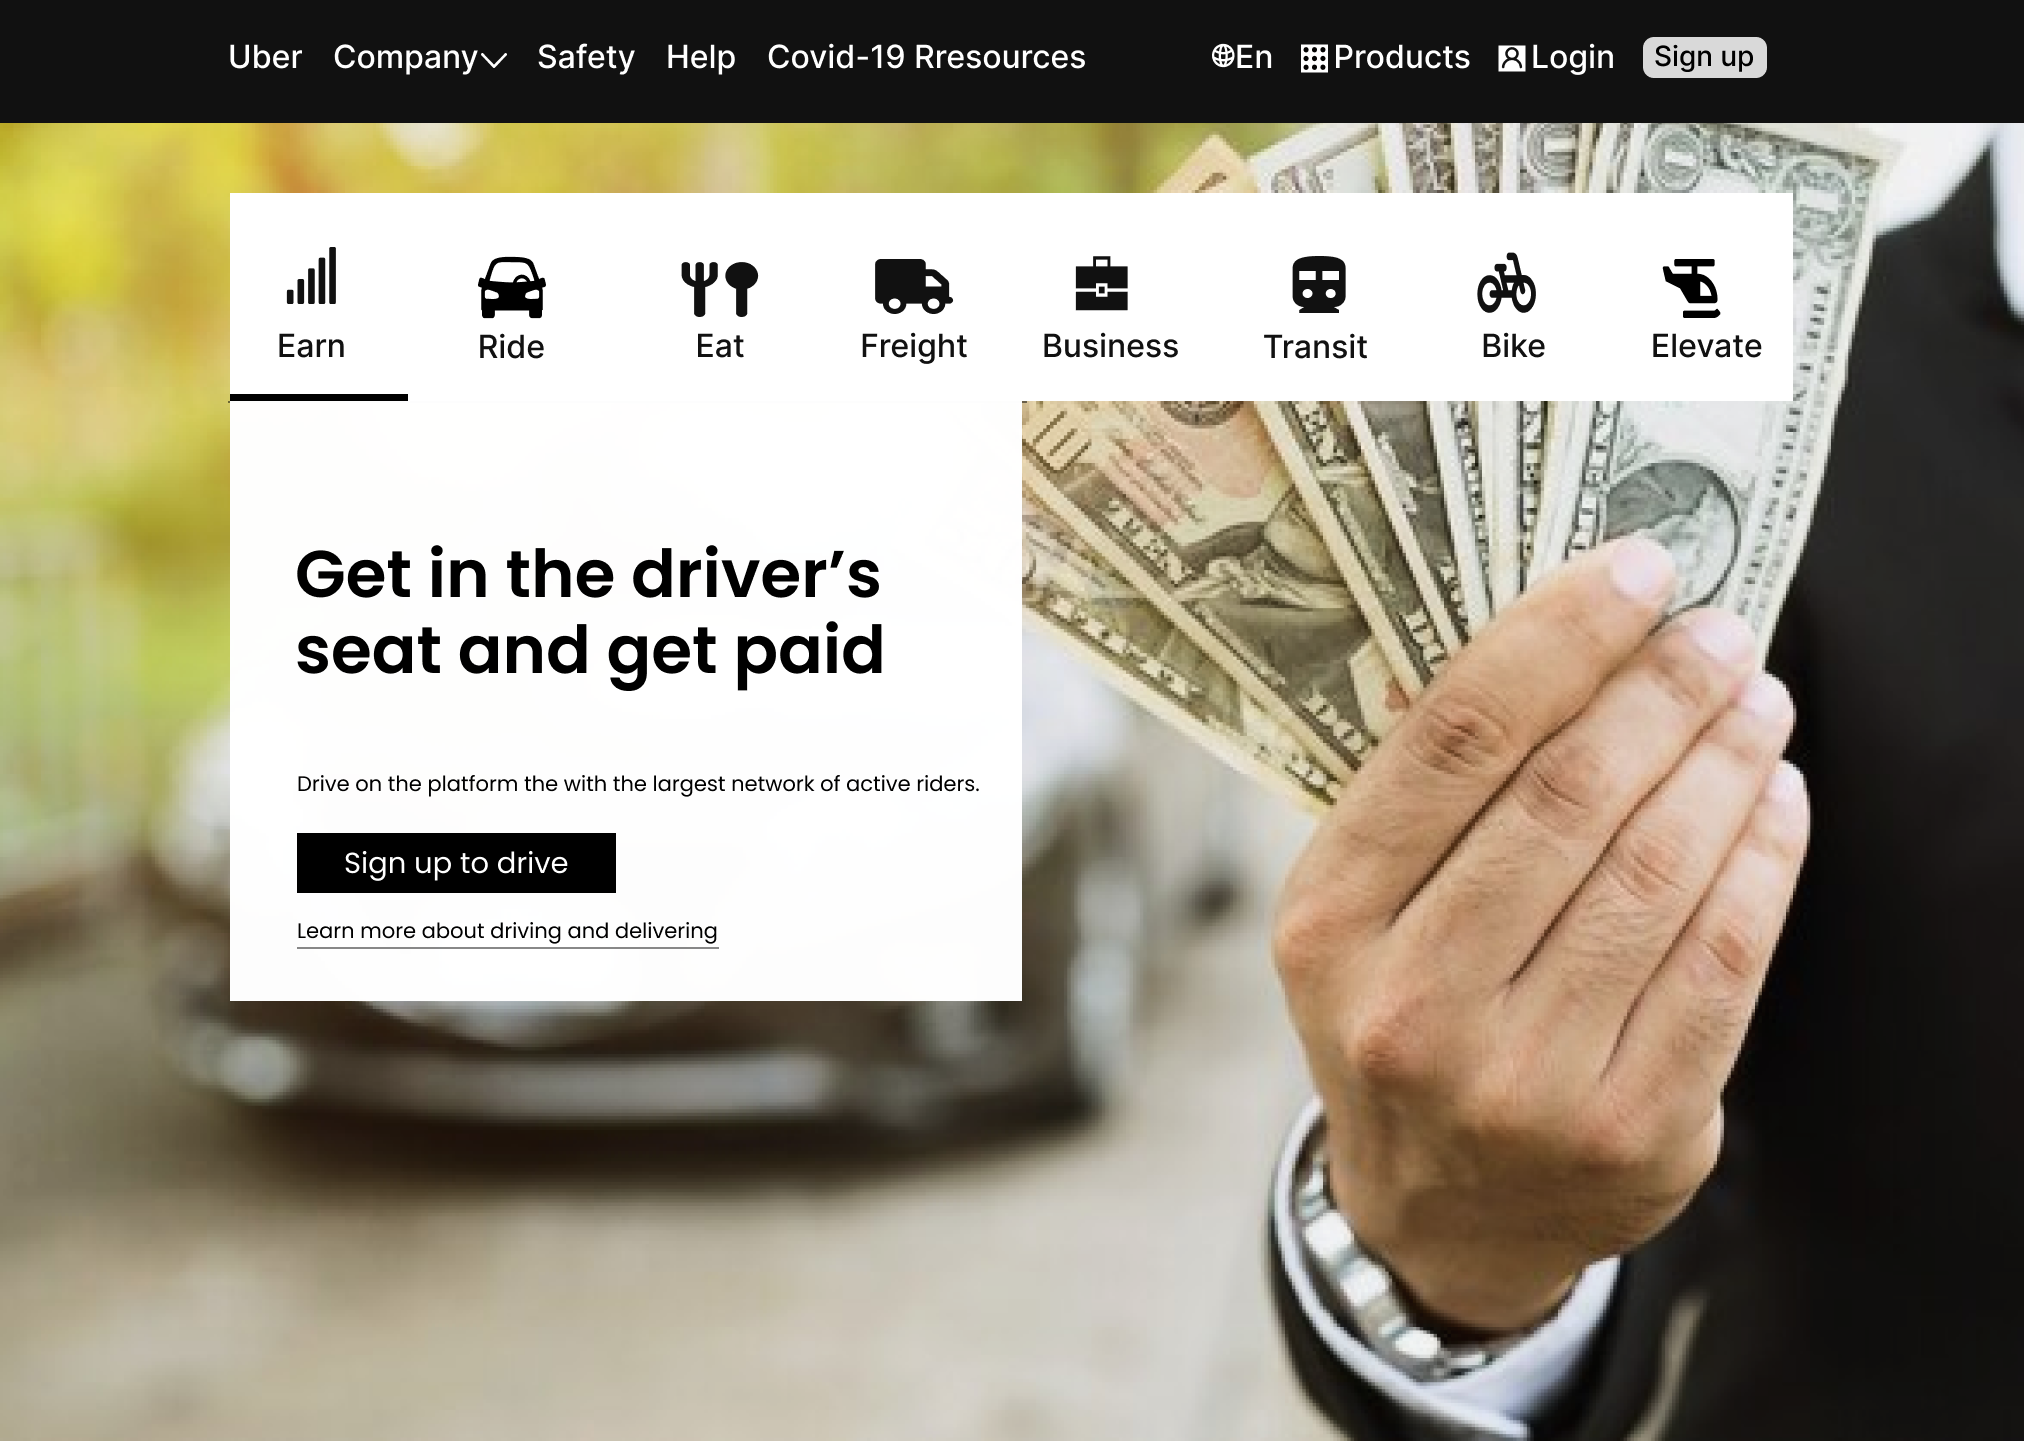 Uber Company Safety Help Covid-19 Rresources En Products Login Sign up
Earn Ride Eat Freight Business Transit Bike Elevate
Get in the driver’s
seat and get paid
Drive on the platform the with the largest network of active riders.
Sign up to drive
Learn more about driving and delivering
TEN